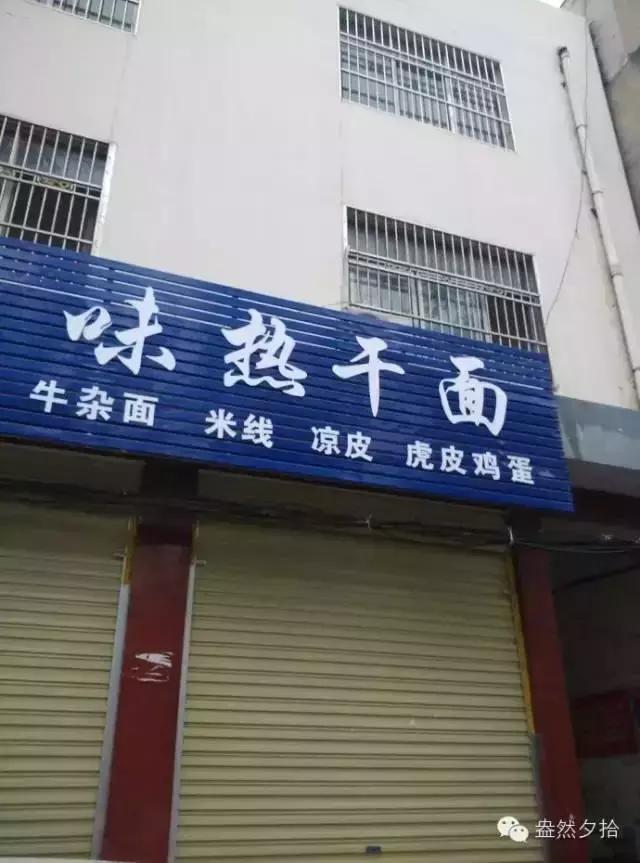 味热干面
牛杂面 米线 凉皮 虎皮鸡蛋
盎然夕拾